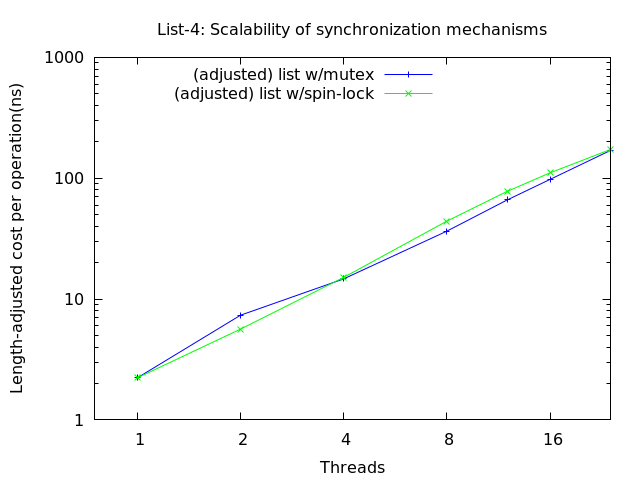 List-4: Scalability of synchronization mechanisms
Length-adjusted cost per operation(ns)
1000
100
10
1
(adjusted) list w/mutex
(adjusted) list w/spin-lock
1 2 4 8 16
Threads